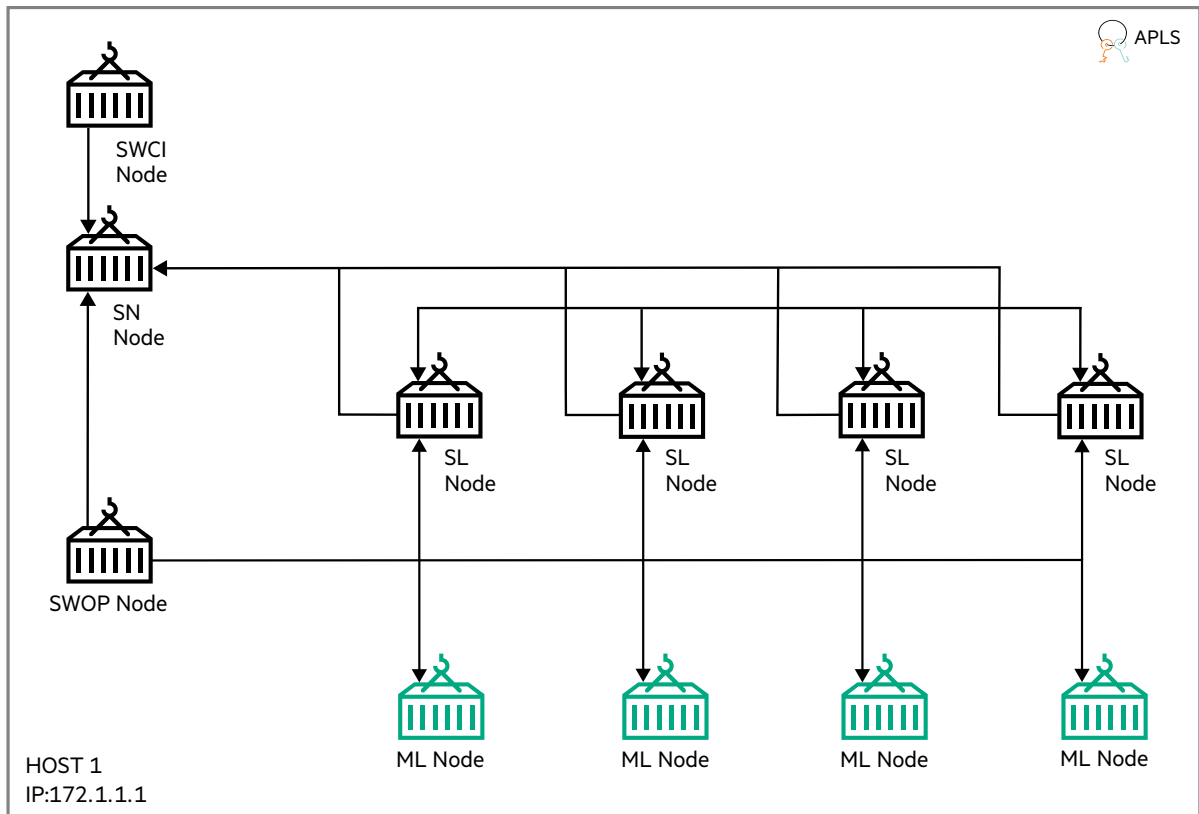 APLS
SWCI
Node
SN
Node
SL
Node
SL
Node
SL
Node
SL
Node
SWOP Node
ML Node
ML Node
ML Node
ML Node
HOST 1
IP:172.1.1.1